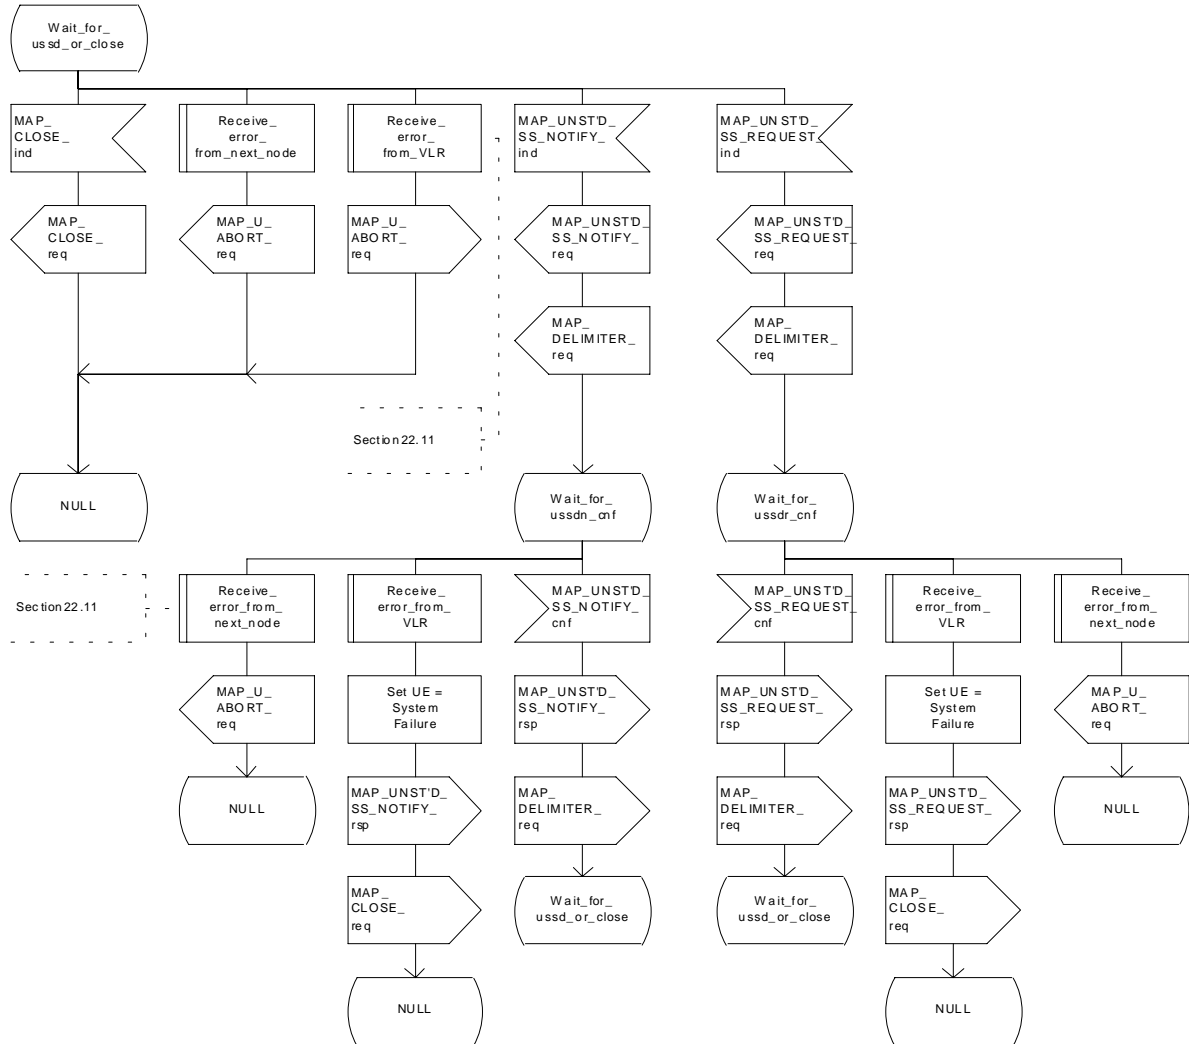 Wait_for_
ussd_or_close
MAP_
CLOSE_
ind
Receive_
error_
from_next_node
Receive_
error_
from_VLR
MAP_UNST'D_
SS_NOTIFY_
ind
MAP_UNST'D_
SS_REQUEST_
ind
MAP_
CLOSE_
req
MAP_U_
ABORT_
req
MAP_U_
ABORT_
req
MAP_UNST'D_
SS_NOTIFY_
req
MAP_UNST'D_
SS_REQUEST_
req
MAP_
DELIMITER_
req
MAP_
DELIMITER_
req
Section 22.11
NULL
Wait_for_
ussdn_cnf
Wait_for_
ussdr_cnf
Section 22.11
Receive_
error_from_
next_node
Receive_
error_from_
VLR
MAP_UNST'D_
SS_NOTIFY_
cnf
MAP_UNST'D_
SS_REQUEST_
cnf
Receive_
error_from_
VLR
Receive_
error_from_
next_node
MAP_U_
ABORT_
req
Set UE =
System
Failure
MAP_UNST'D_
SS_NOTIFY_
rsp
MAP_UNST'D_
SS_REQUEST_
rsp
Set UE =
System
Failure
MAP_U_
ABORT_
req
NULL
MAP_UNST'D_
SS_NOTIFY_
rsp
MAP_
DELIMITER_
req
MAP_
DELIMITER_
req
MAP_UNST'D_
SS_REQUEST_
rsp
NULL
MAP_
CLOSE_
req
Wait_for_
ussd_or_close
Wait_for_
ussd_or_close
MAP_
CLOSE_
req
NULL
NULL